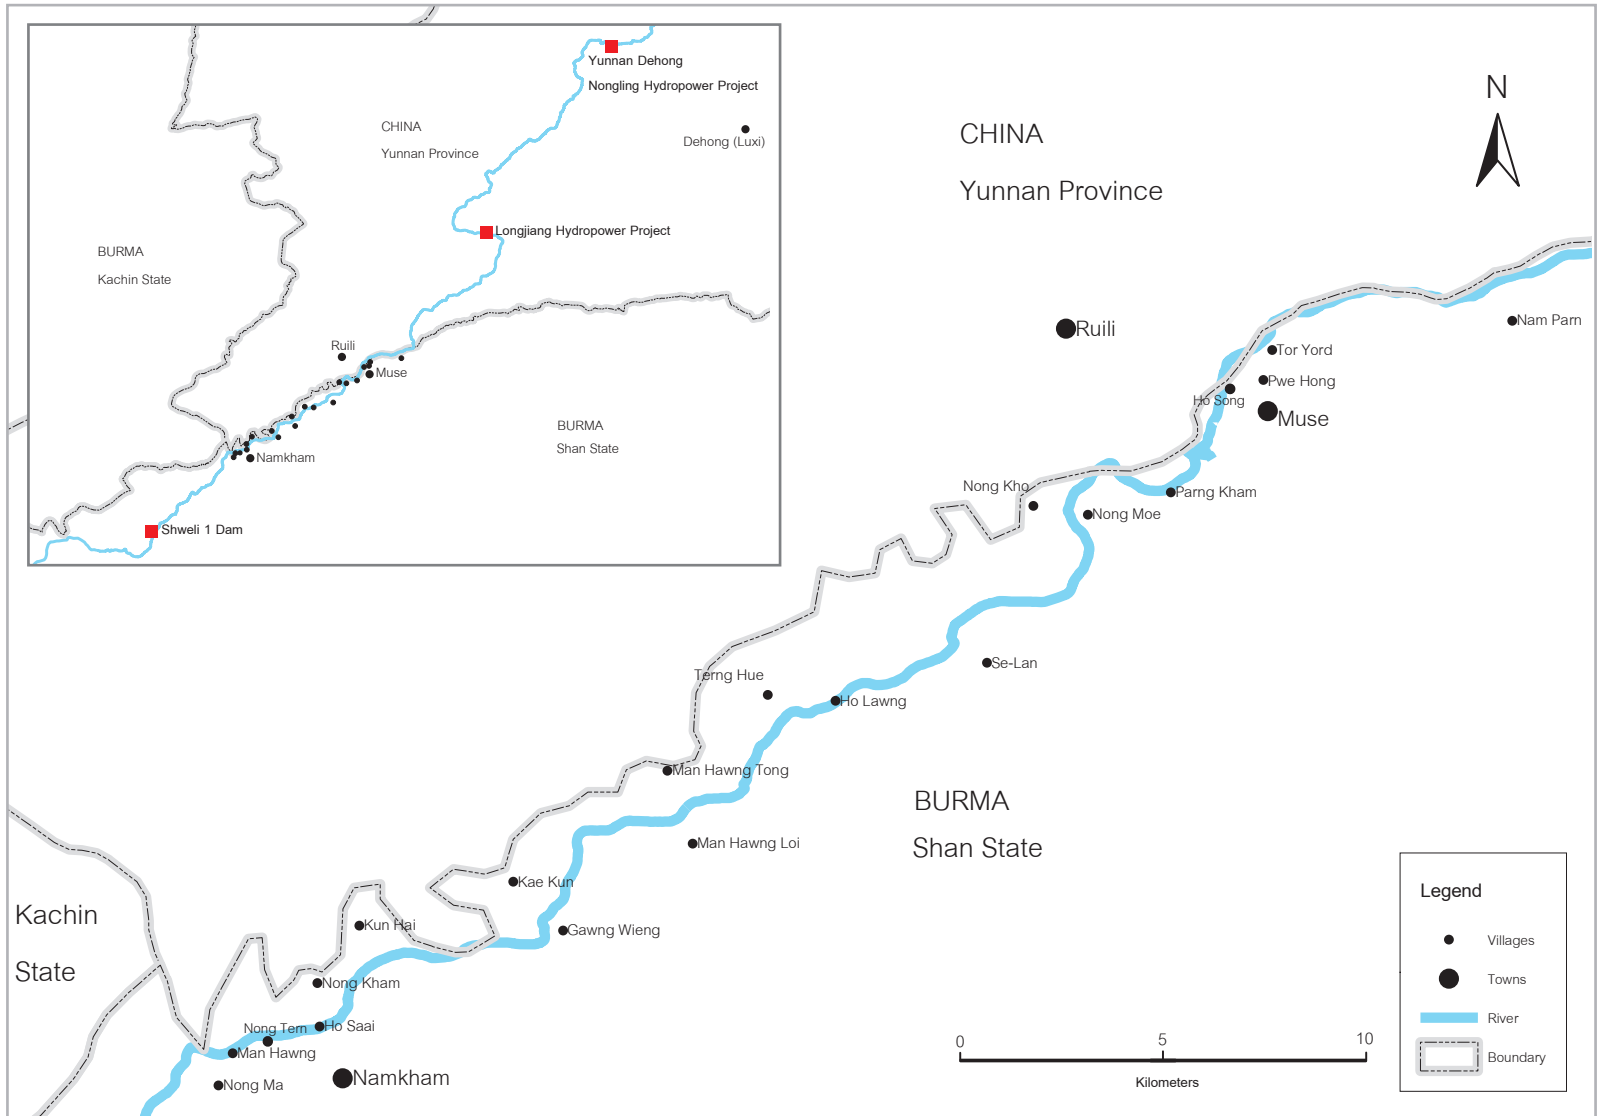 Yunnan Dehong
Nongling Hydropower Project
CHINA
Yunnan Province
Dehong (Luxi)
Longjiang Hydropower Project
BURMA
Kachin State
Ruili
Muse
BURMA
Shan State
Namkham
Shweli 1 Dam
N
CHINA
Yunnan Province
Ruili
Nam Parn
Tor Yord
Pwe Hong
Ho Song
Muse
Nong Kho
Parng Kham
Nong Moe
Se-Lan
Terng Hue
Ho Lawng
Man Hawng Tong
BURMA
Shan State
Man Hawng Loi
Kae Kun
Kachin
State
Kun Hai
Gawng Wieng
Nong Kham
Nong Tern
Ho Saai
Man Hawng
Nong Ma
Namkham
0 5 10
Kilometers
Legend
Villages
Towns
River
Boundary